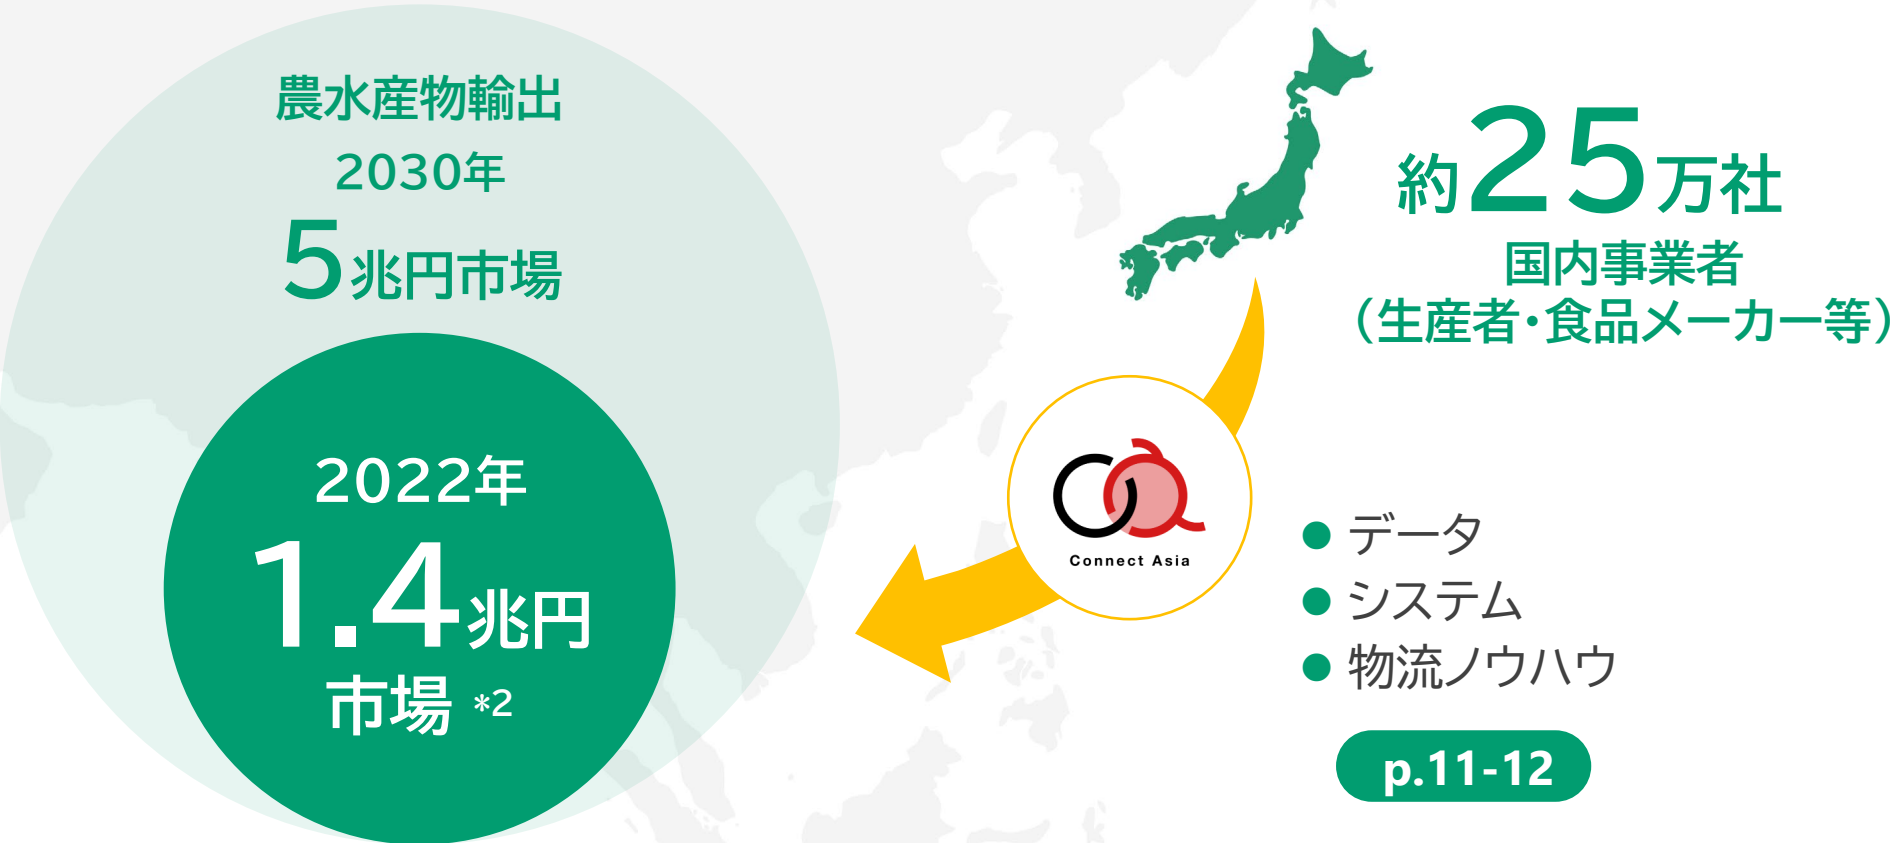 農水産物輸出
2030年
5兆円市場
2022年
1.4兆円
市場 *2
約25万社
国内事業者
（生産者・食品メーカー等）
Connect Asia
● データ
● システム
● 物流ノウハウ
p.11-12